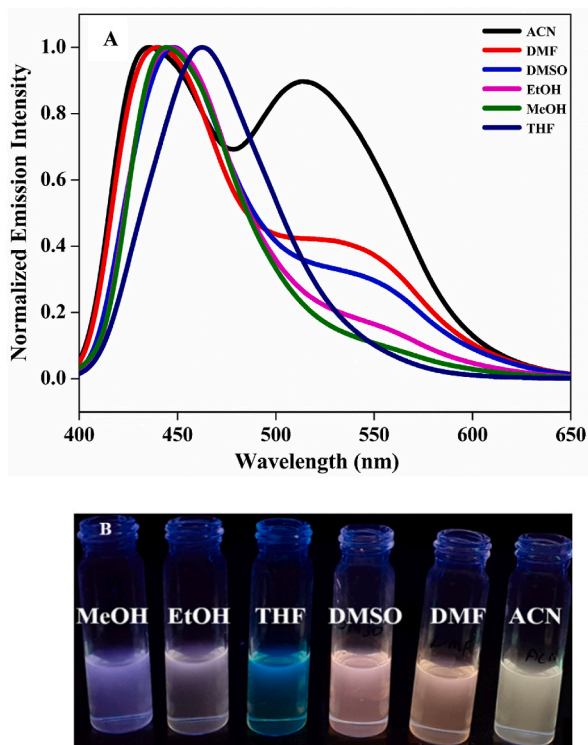 A
ACN
DMF
DMSO
EtOH
MeOH
THF
Normalized Emission Intensity
1.0
0.8
0.6
0.4
0.2
0.0
400 450 500 550 600 650
Wavelength (nm)
B
MeOH EtOH THF DMSO DMF ACN